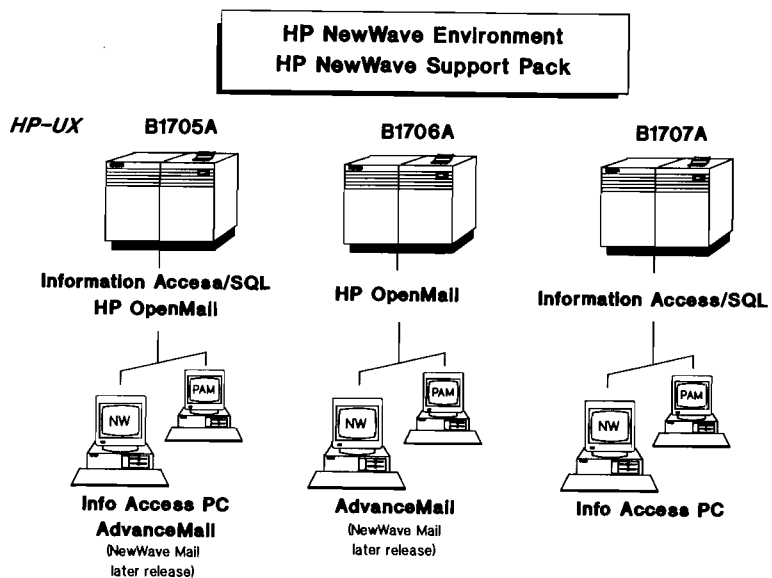 HP NewWave Environment
HP NewWave Support Pack
HP-UX
B1705A
B1706A
B1707A
Information Access/SQL
HP OpenMail
HP OpenMail
Information Access/SQL
NW
PAM
NW
PAM
NW
PAM
Info Access PC
AdvanceMail
(NewWave Mail
later release)
AdvanceMail
(NewWave Mail
later release)
Info Access PC